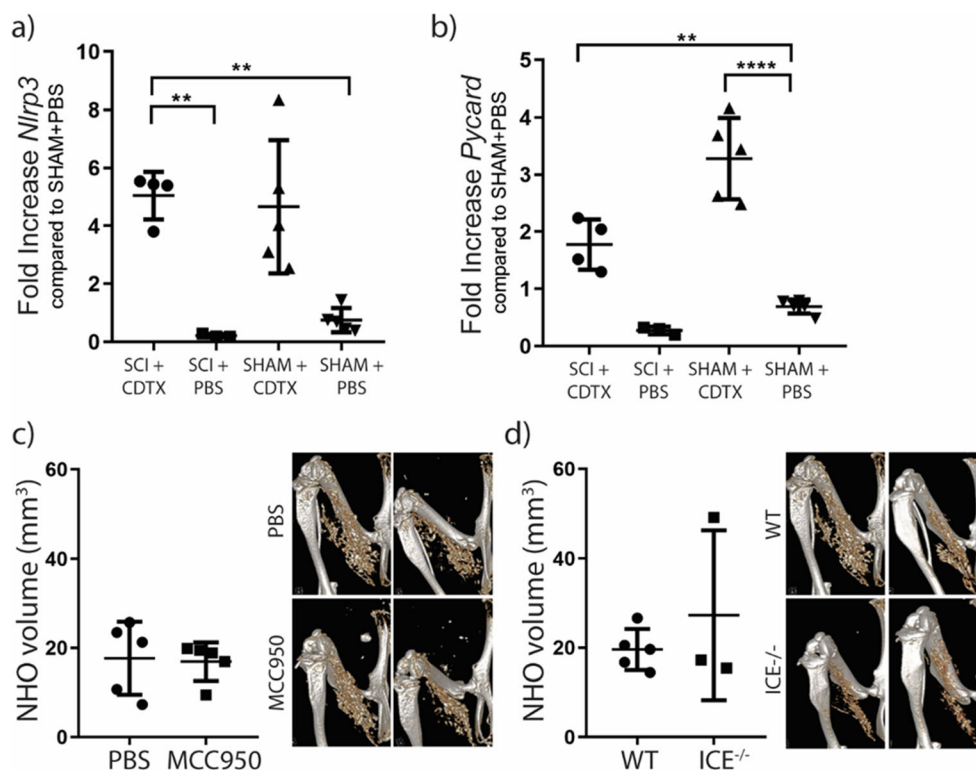 a)
Fold Increase Nlrp3
compared to SHAM+PBS
10
8
6
4
2
0
**
**
SCI +
CDTX
SCI +
PBS
SHAM +
CDTX
SHAM +
PBS
b)
Fold Increase Pycard
compared to SHAM+PBS
5
4
3
2
1
0
**
****
SCI +
CDTX
SCI +
PBS
SHAM +
CDTX
SHAM +
PBS
c)
NHO volume (mm³)
60
40
20
0
PBS
MCC950
PBS
MCC950
d)
NHO volume (mm³)
60
40
20
0
WT
ICE⁻/⁻
WT
ICE-/-